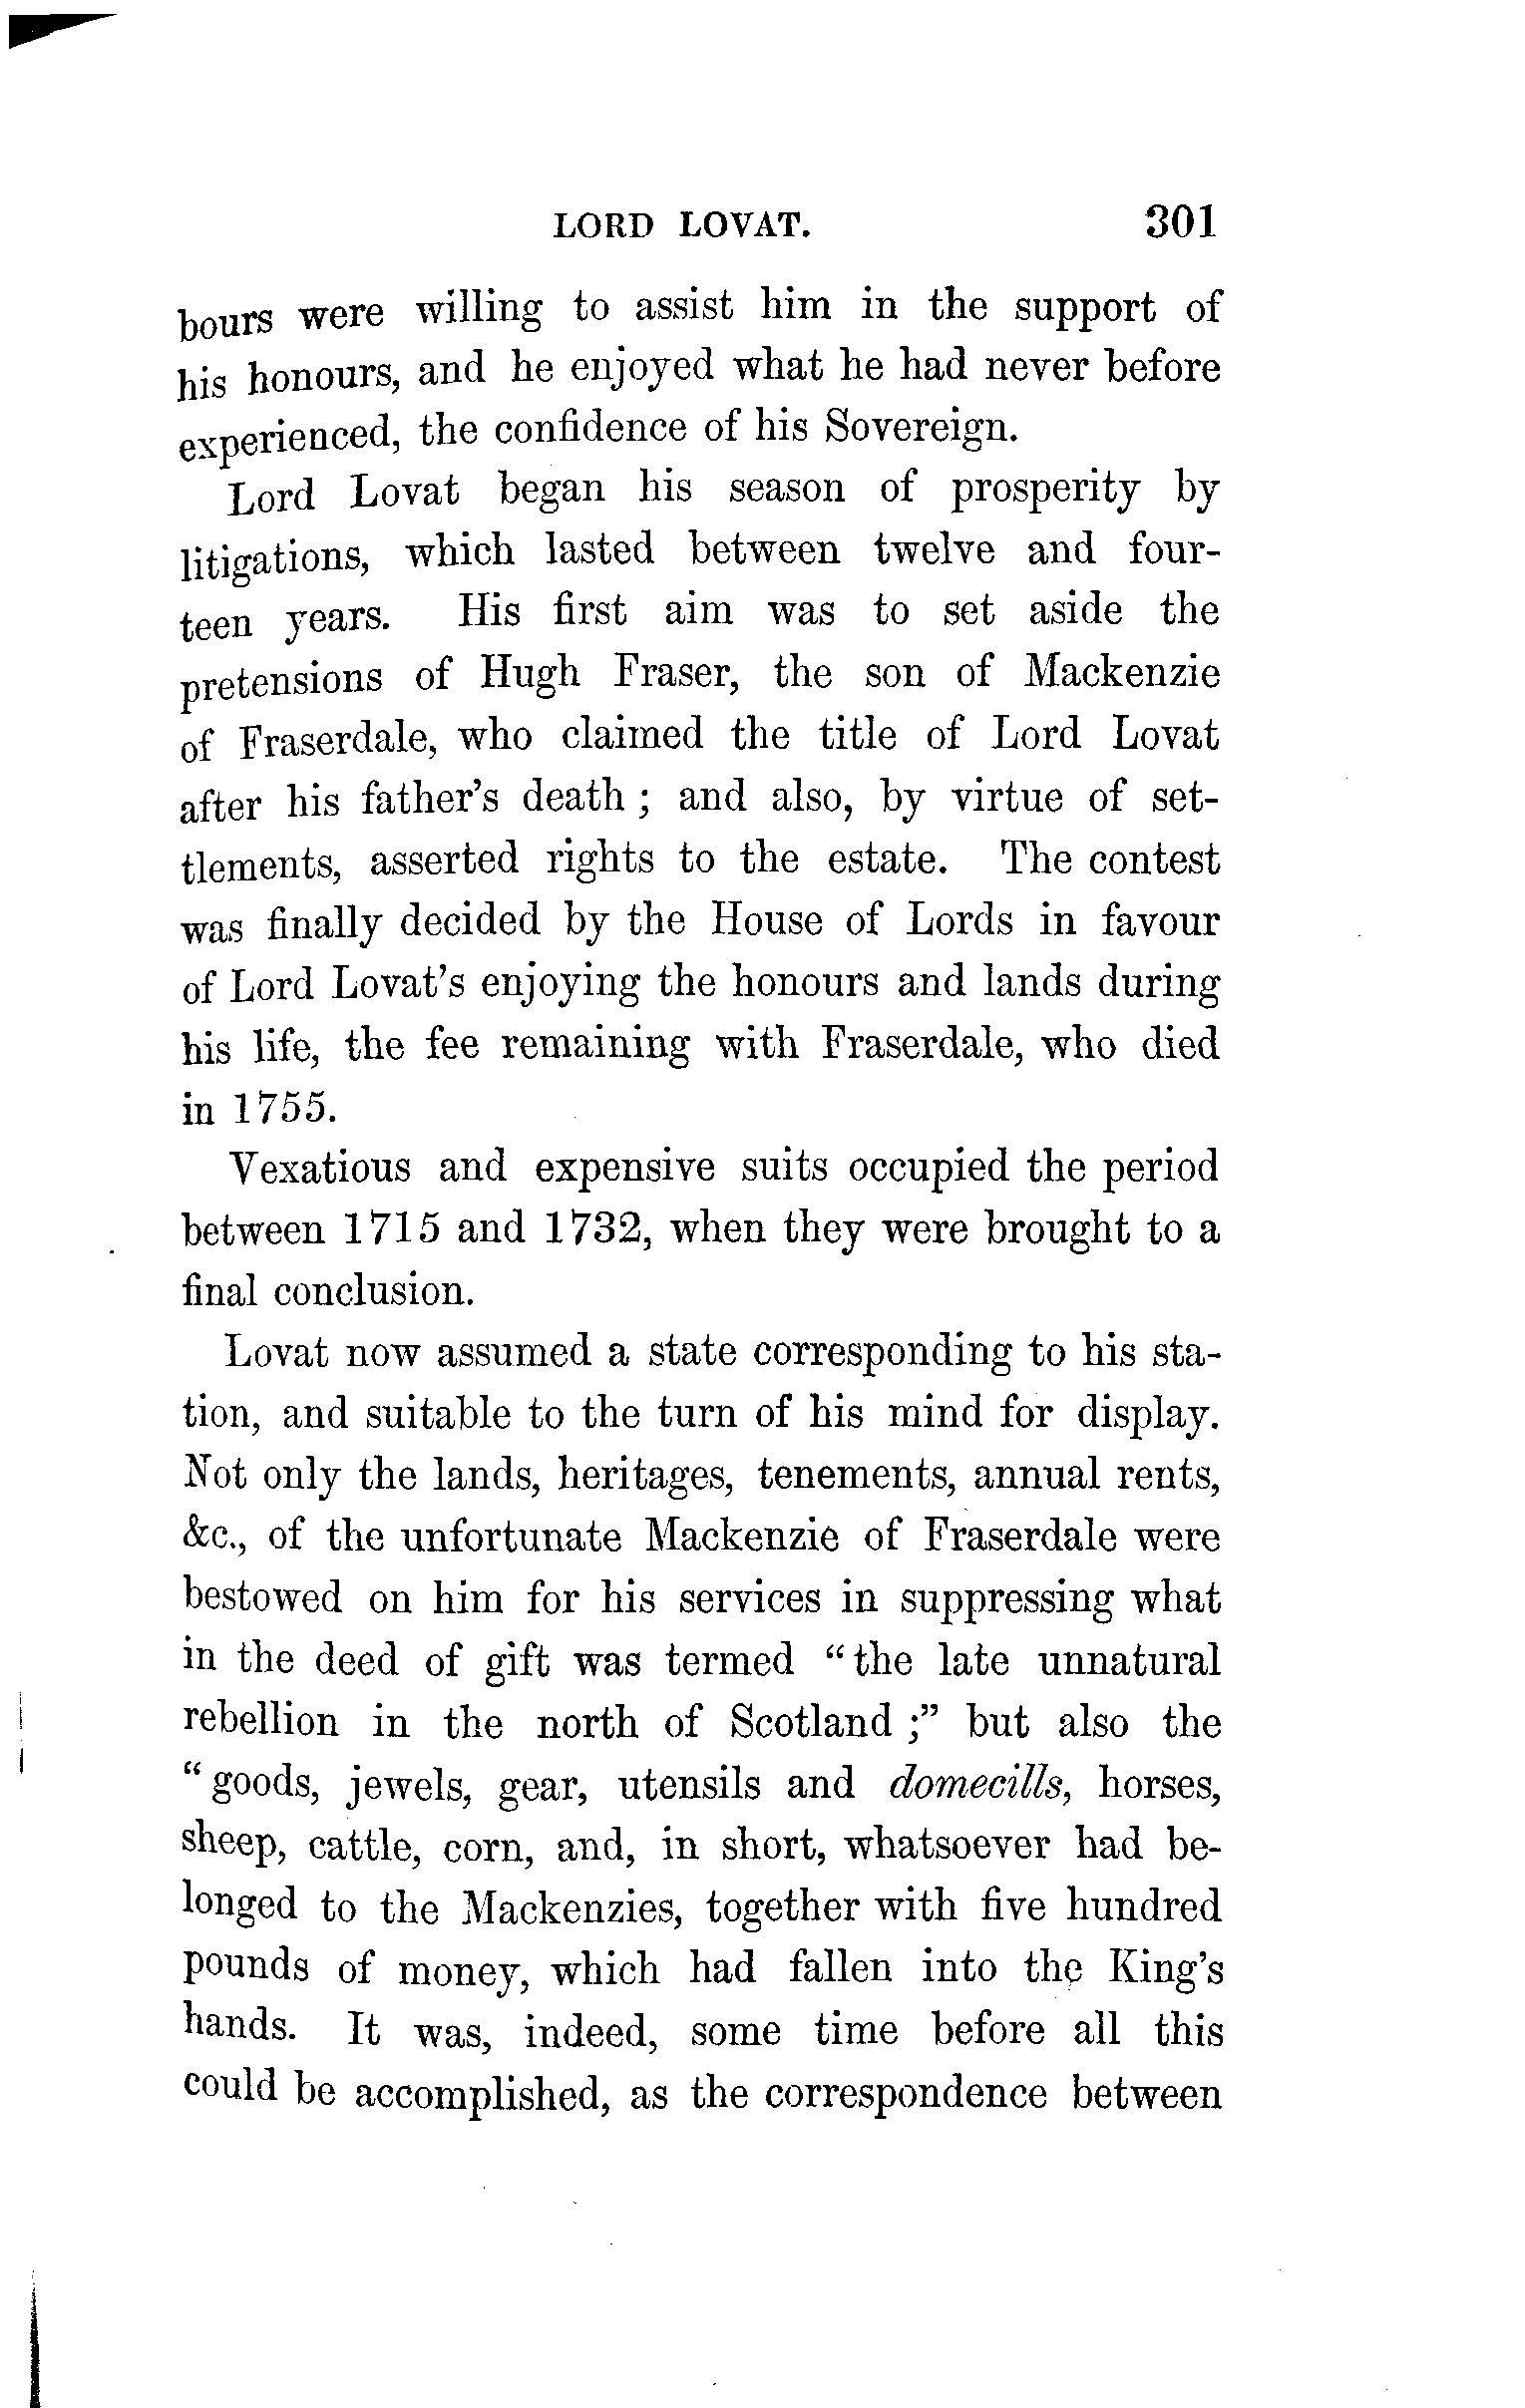 LORD LOVAT. 301
bours were willing to assist him in the support of
his honours, and he enjoyed what he had never before
experienced, the confidence of his Sovereign.
Lord Lovat began his season of prosperity by
litigations, which lasted between twelve and four-
teen years. His first aim was to set aside the
pretensions of Hugh Fraser, the son of Mackenzie
of Fraserdale, who claimed the title of Lord Lovat
after his father's death ; and also, by virtue of set-
tlements, asserted rights to the estate. The contest
was finally decided by the House of Lords in favour
of Lord Lovat's enjoying the honours and lands during
his life, the fee remaining with Fraserdale, who died
in 1755.
Vexatious and expensive suits occupied the period
between 1715 and 1732, when they were brought to a
final conclusion.
Lovat now assumed a state corresponding to his sta-
tion, and suitable to the turn of his mind for display.
Not only the lands, heritages, tenements, annual rents,
&c., of the unfortunate Mackenzie of Fraserdale were
bestowed on him for his services in suppressing what
in the deed of gift was termed "the late unnatural
rebellion in the north of Scotland ;" but also the
"goods, jewels, gear, utensils and domecills, horses,
sheep, cattle, corn, and, in short, whatsoever had be-
longed to the Mackenzies, together with five hundred
pounds of money, which had fallen into the King's
hands. It was, indeed, some time before all this
could be accomplished, as the correspondence between